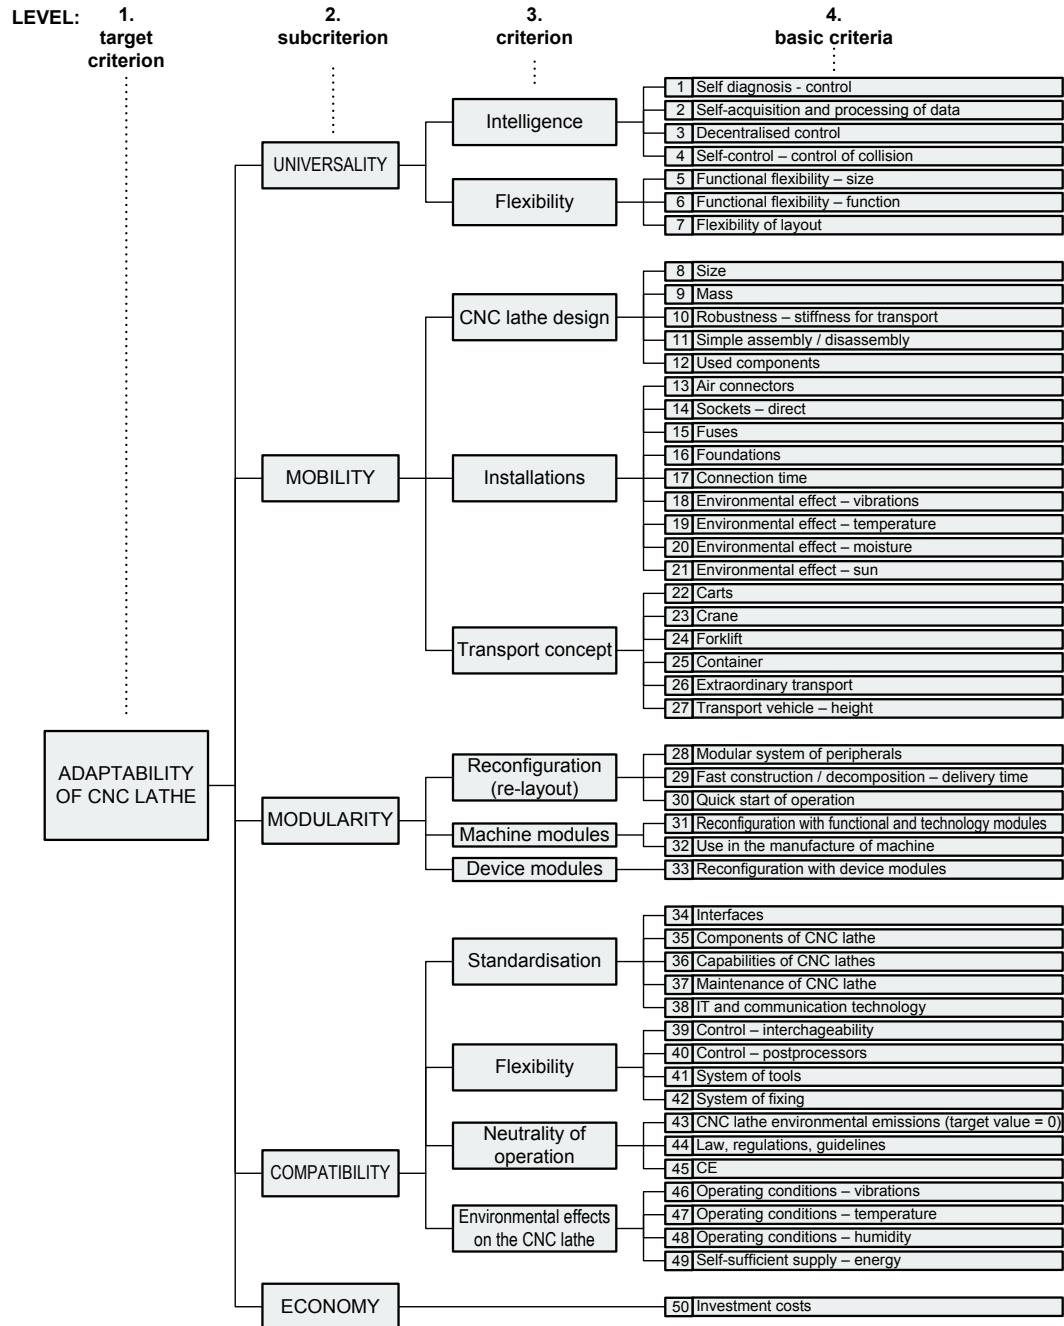 LEVEL:
1.
target
criterion
2.
subcriterion
3.
criterion
4.
basic criteria
ADAPTABILITY
OF CNC LATHE
UNIVERSALITY
Intelligence
1 Self diagnosis - control
2 Self-acquisition and processing of data
3 Decentralised control
4 Self-control – control of collision
Flexibility
5 Functional flexibility – size
6 Functional flexibility – function
7 Flexibility of layout
MOBILITY
CNC lathe design
8 Size
9 Mass
10 Robustness – stiffness for transport
11 Simple assembly / disassembly
12 Used components
Installations
13 Air connectors
14 Sockets – direct
15 Fuses
16 Foundations
17 Connection time
18 Environmental effect – vibrations
19 Environmental effect – temperature
20 Environmental effect – moisture
21 Environmental effect – sun
Transport concept
22 Carts
23 Crane
24 Forklift
25 Container
26 Extraordinary transport
27 Transport vehicle – height
MODULARITY
Reconfiguration
(re-layout)
28 Modular system of peripherals
29 Fast construction / decomposition – delivery time
30 Quick start of operation
Machine modules
31 Reconfiguration with functional and technology modules
32 Use in the manufacture of machine
Device modules
33 Reconfiguration with device modules
COMPATIBILITY
Standardisation
34 Interfaces
35 Components of CNC lathe
36 Capabilities of CNC lathes
37 Maintenance of CNC lathe
38 IT and communication technology
Flexibility
39 Control – interchageability
40 Control – postprocessors
41 System of tools
42 System of fixing
Neutrality of
operation
43 CNC lathe environmental emissions (target value = 0)
44 Law, regulations, guidelines
45 CE
Environmental effects
on the CNC lathe
46 Operating conditions – vibrations
47 Operating conditions – temperature
48 Operating conditions – humidity
49 Self-sufficient supply – energy
ECONOMY
50 Investment costs